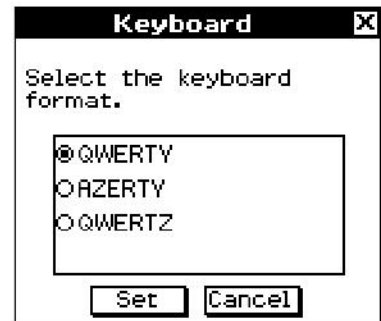 Keyboard
Select the keyboard
format.
QWERTY
AZERTY
QWERTZ
Set Cancel